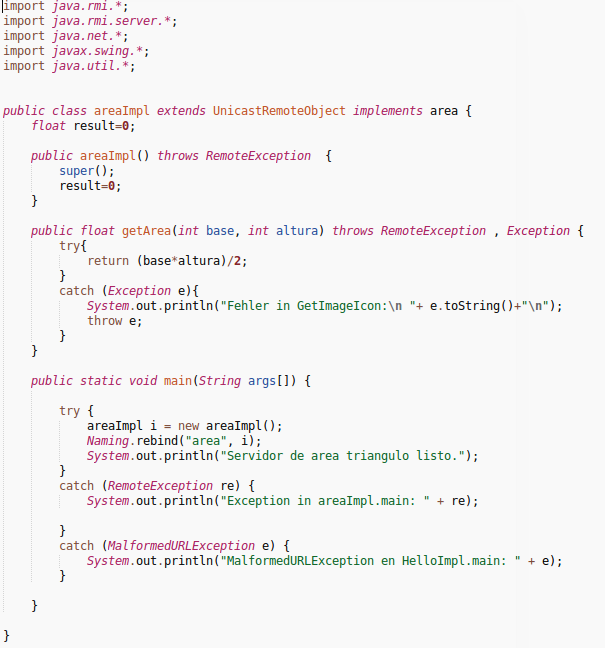 import java.rmi.*;
import java.rmi.server.*;
import java.net.*;
import javax.swing.*;
import java.util.*;
public class areaImpl extends UnicastRemoteObject implements area {
float result=0;
public areaImpl() throws RemoteException  {
super();
result=0;
}
public float getArea(int base, int altura) throws RemoteException , Exception {
try{
return (base*altura)/2;
}
catch (Exception e){
System.out.println("Fehler in GetImageIcon:\n "+ e.toString()+"\n");
throw e;
}
}
public static void main(String args[]) {
try {
areaImpl i = new areaImpl();
Naming.rebind("area", i);
System.out.println("Servidor de area triangulo listo.");
}
catch (RemoteException re) {
System.out.println("Exception in areaImpl.main: " + re);
}
catch (MalformedURLException e) {
System.out.println("MalformedURLException en HelloImpl.main: " + e);
}
}
}